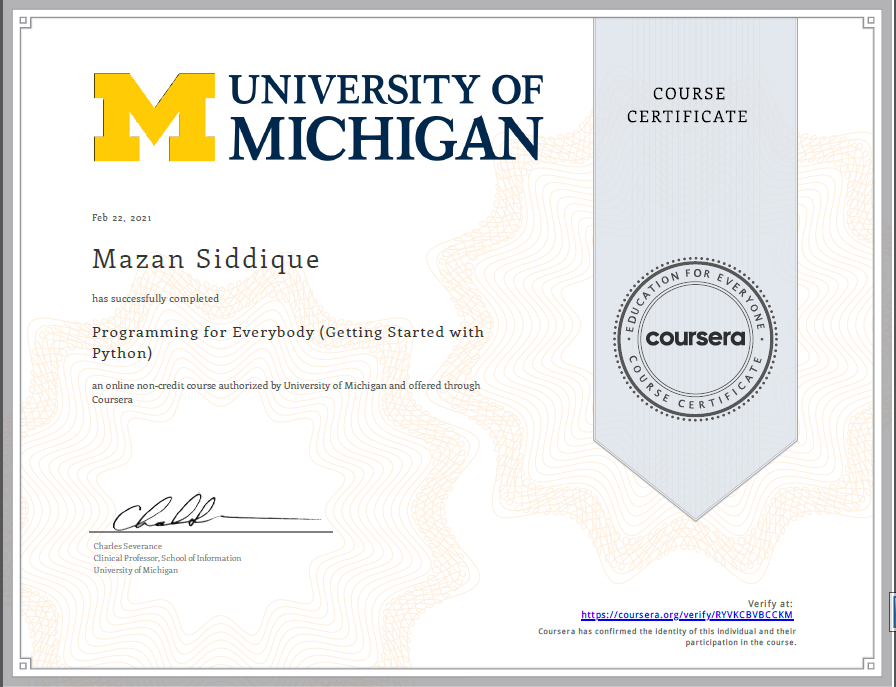 UNIVERSITY OF
MICHIGAN
COURSE
CERTIFICATE
Feb 22, 2021
Mazan Siddique
has successfully completed
Programming for Everybody (Getting Started with
Python)
an online non-credit course authorized by University of Michigan and offered through
Coursera
EDUCATION FOR EVERYONE
coursera
COURSE CERTIFICATE
Charles Severance
Clinical Professor, School of Information
University of Michigan
Verify at:
https://coursera.org/verify/RYVKCBVBCCKM
Coursera has confirmed the identity of this individual and their
participation in the course.